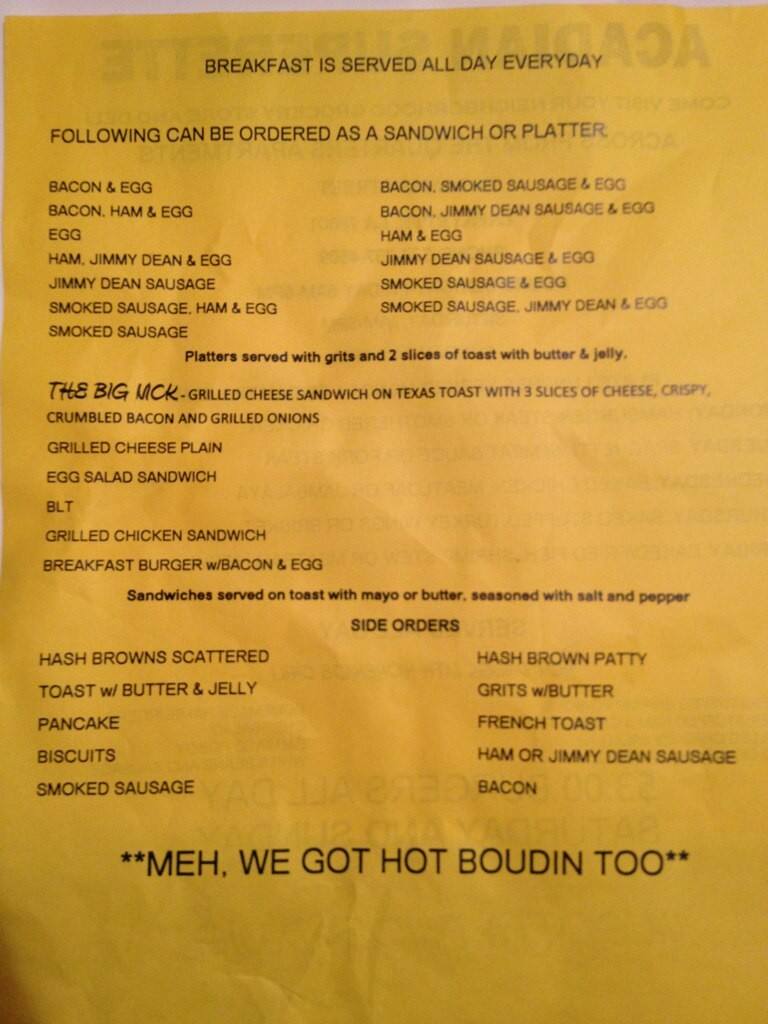 BREAKFAST IS SERVED ALL DAY EVERYDAY
FOLLOWING CAN BE ORDERED AS A SANDWICH OR PLATTER
BACON & EGG
BACON, HAM & EGG
EGG
HAM, JIMMY DEAN & EGG
JIMMY DEAN SAUSAGE
SMOKED SAUSAGE, HAM & EGG
SMOKED SAUSAGE
BACON, SMOKED SAUSAGE & EGG
BACON, JIMMY DEAN SAUSAGE & EGG
HAM & EGG
JIMMY DEAN SAUSAGE & EGG
SMOKED SAUSAGE & EGG
SMOKED SAUSAGE, JIMMY DEAN & EGG
Platters served with grits and 2 slices of toast with butter & jelly.
THE BIG NICK - GRILLED CHEESE SANDWICH ON TEXAS TOAST WITH 3 SLICES OF CHEESE, CRISPY,
CRUMBLED BACON AND GRILLED ONIONS
GRILLED CHEESE PLAIN
EGG SALAD SANDWICH
BLT
GRILLED CHICKEN SANDWICH
BREAKFAST BURGER w/BACON & EGG
Sandwiches served on toast with mayo or butter, seasoned with salt and pepper
SIDE ORDERS
HASH BROWNS SCATTERED
TOAST w/ BUTTER & JELLY
PANCAKE
BISCUITS
SMOKED SAUSAGE
HASH BROWN PATTY
GRITS w/BUTTER
FRENCH TOAST
HAM OR JIMMY DEAN SAUSAGE
BACON
**MEH, WE GOT HOT BOUDIN TOO**